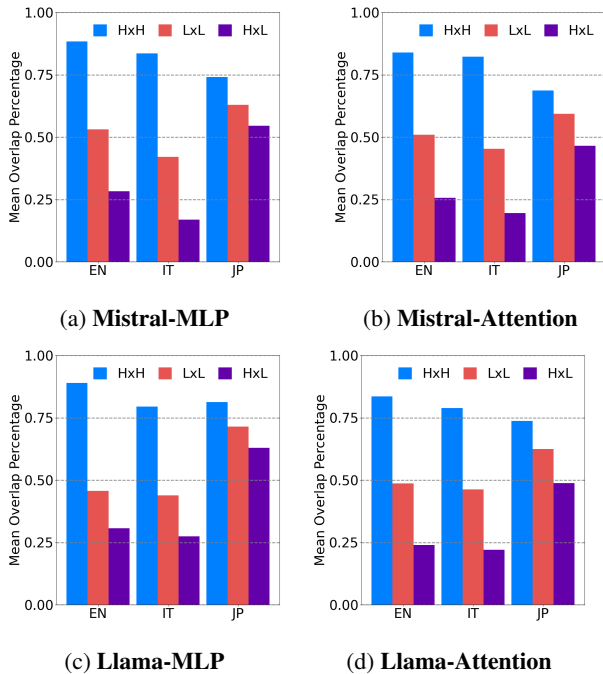 1.00
HxH LxL HxL
0.75
0.50
0.25
0.00
Mean Overlap Percentage
EN IT JP
(a) Mistral-MLP
1.00
HxH LxL HxL
0.75
0.50
0.25
0.00
Mean Overlap Percentage
EN IT JP
(b) Mistral-Attention
1.00
HxH LxL HxL
0.75
0.50
0.25
0.00
Mean Overlap Percentage
EN IT JP
(c) Llama-MLP
1.00
HxH LxL HxL
0.75
0.50
0.25
0.00
Mean Overlap Percentage
EN IT JP
(d) Llama-Attention